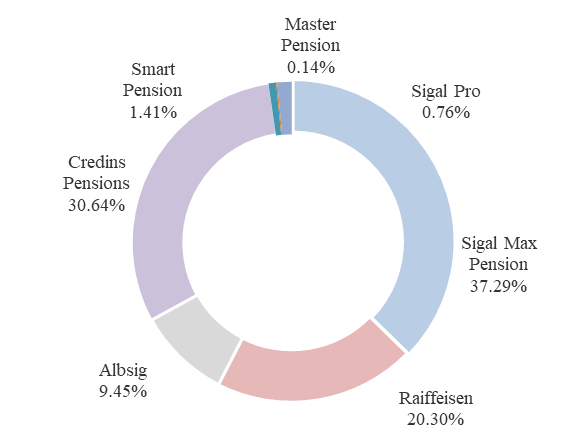 Master
Pension
0.14%
Sigal Pro
0.76%
Sigal Max
Pension
37.29%
Raiffeisen
20.30%
Albsig
9.45%
Credins
Pensions
30.64%
Smart
Pension
1.41%